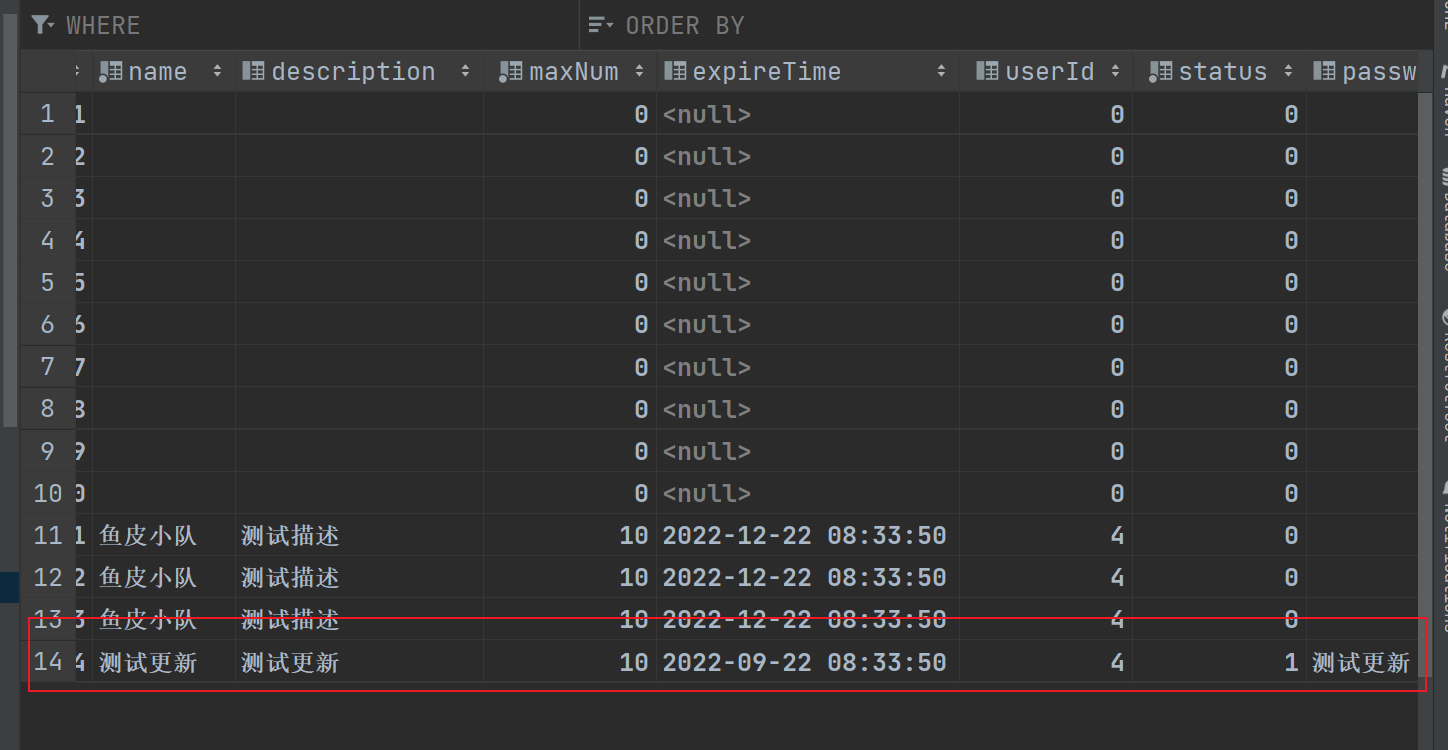 WHERE ORDER BY
name description maxNum expireTime userId status passw
1 1 0 <null> 0 0
2 2 0 <null> 0 0
3 3 0 <null> 0 0
4 4 0 <null> 0 0
5 5 0 <null> 0 0
6 6 0 <null> 0 0
7 7 0 <null> 0 0
8 8 0 <null> 0 0
9 9 0 <null> 0 0
10 0 0 <null> 0 0
11 1 鱼皮小队 测试描述 10 2022-12-22 08:33:50 4 0
12 2 鱼皮小队 测试描述 10 2022-12-22 08:33:50 4 0
13 3 鱼皮小队 测试描述 10 2022-12-22 08:33:50 4 0
14 4 测试更新 测试更新 10 2022-09-22 08:33:50 4 1 测试更新